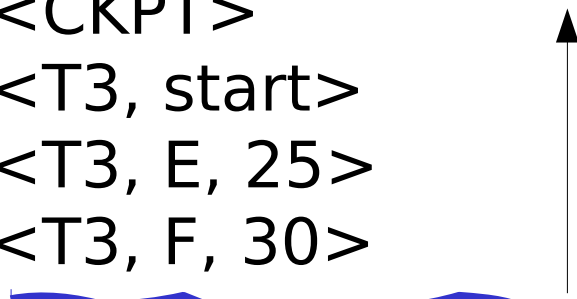 <CKPT>
<T3, start>
<T3, E, 25>
<T3, F, 30>